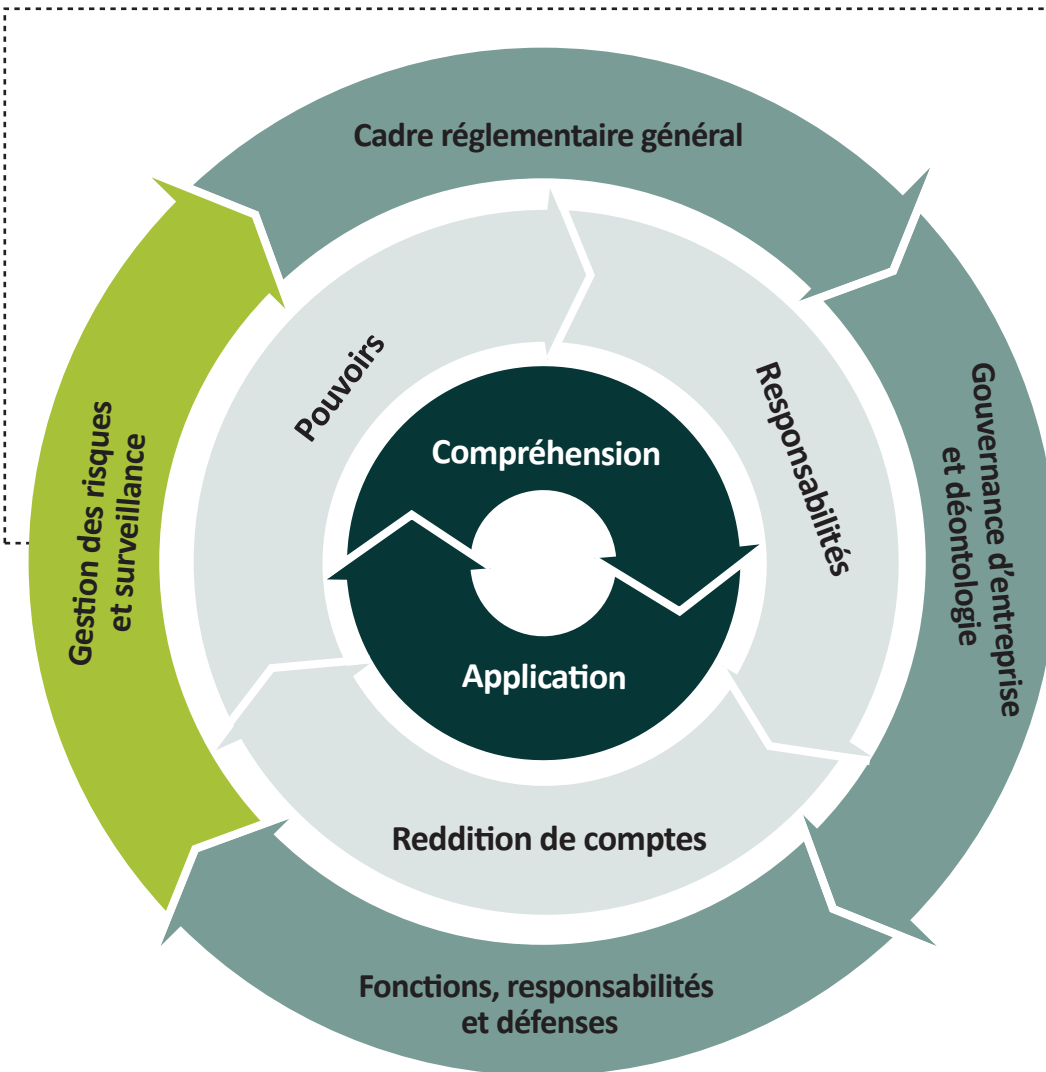 Cadre réglementaire général
Gouvernance d'entreprise
et déontologie
Fonctions, responsabilités
et défenses
Gestion des risques
et surveillance
Pouvoirs
Responsabilités
Reddition de comptes
Compréhension
Application